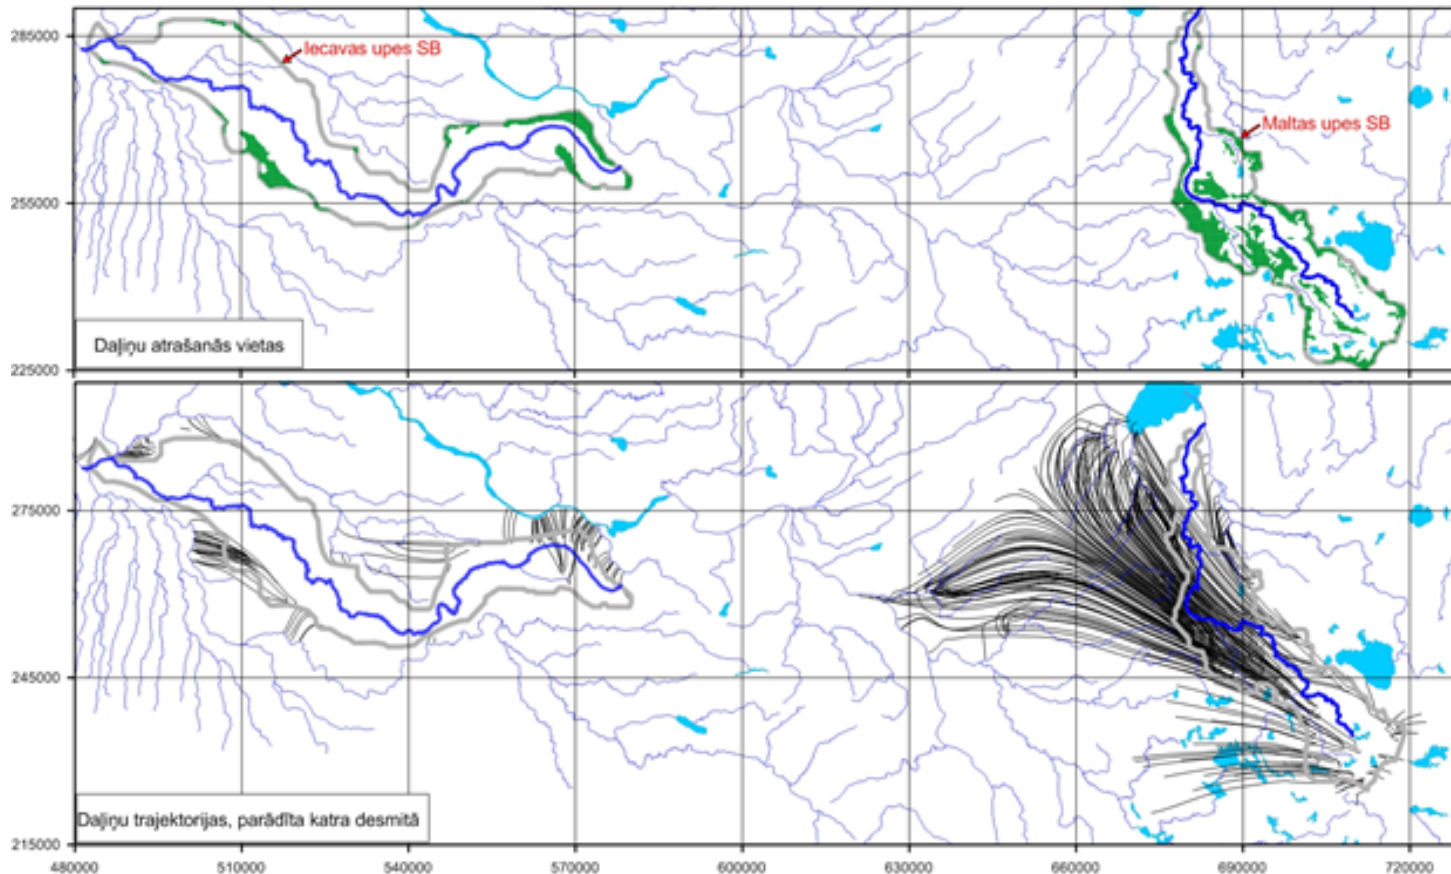 285000
Iecavas upes SB
Maltas upes SB
255000
Daļiņu atrašanās vietas
225000
275000
245000
Daļiņu trajektorijas, parādīta katra desmitā
215000
480000 510000 540000 570000 600000 630000 660000 690000 720000